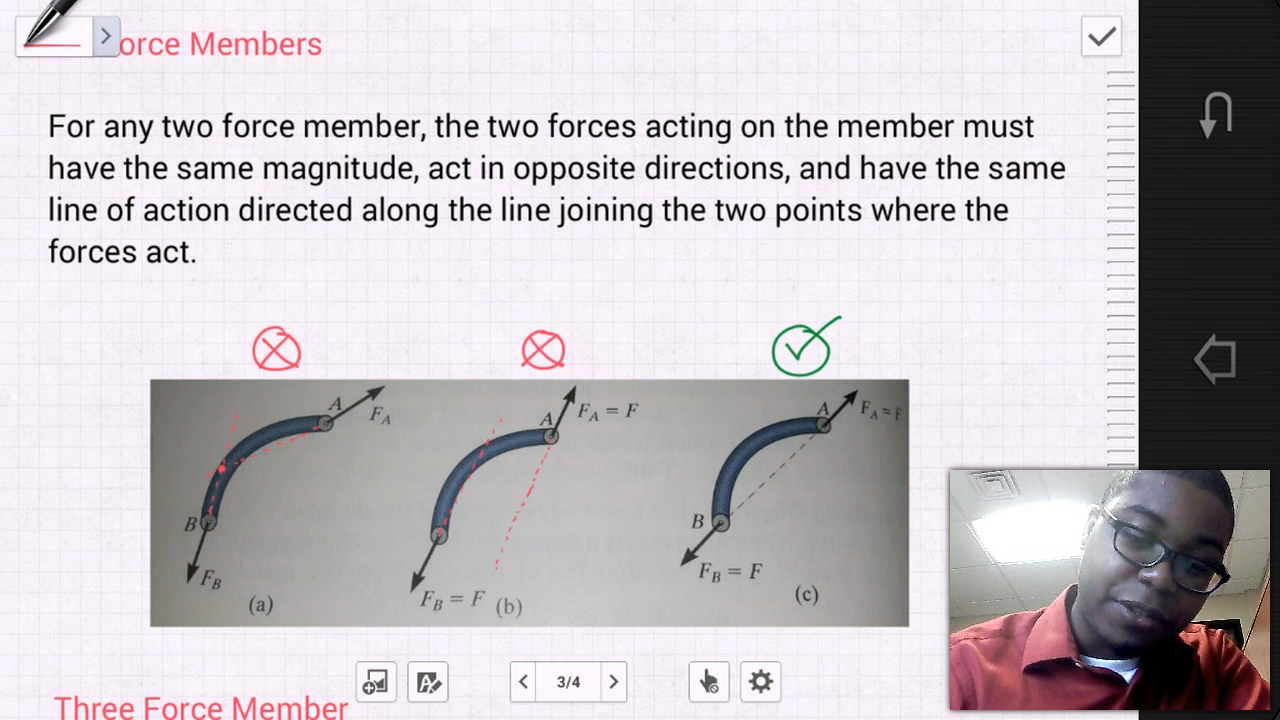 orce Members
For any two force member, the two forces acting on the member must
have the same magnitude, act in opposite directions, and have the same
line of action directed along the line joining the two points where the
forces act.
A
F_A
B
F_B
(a)
A
F_A = F
F_B = F
(b)
A
F_A = F
B
F_B = F
(c)
3/4
Three Force Member